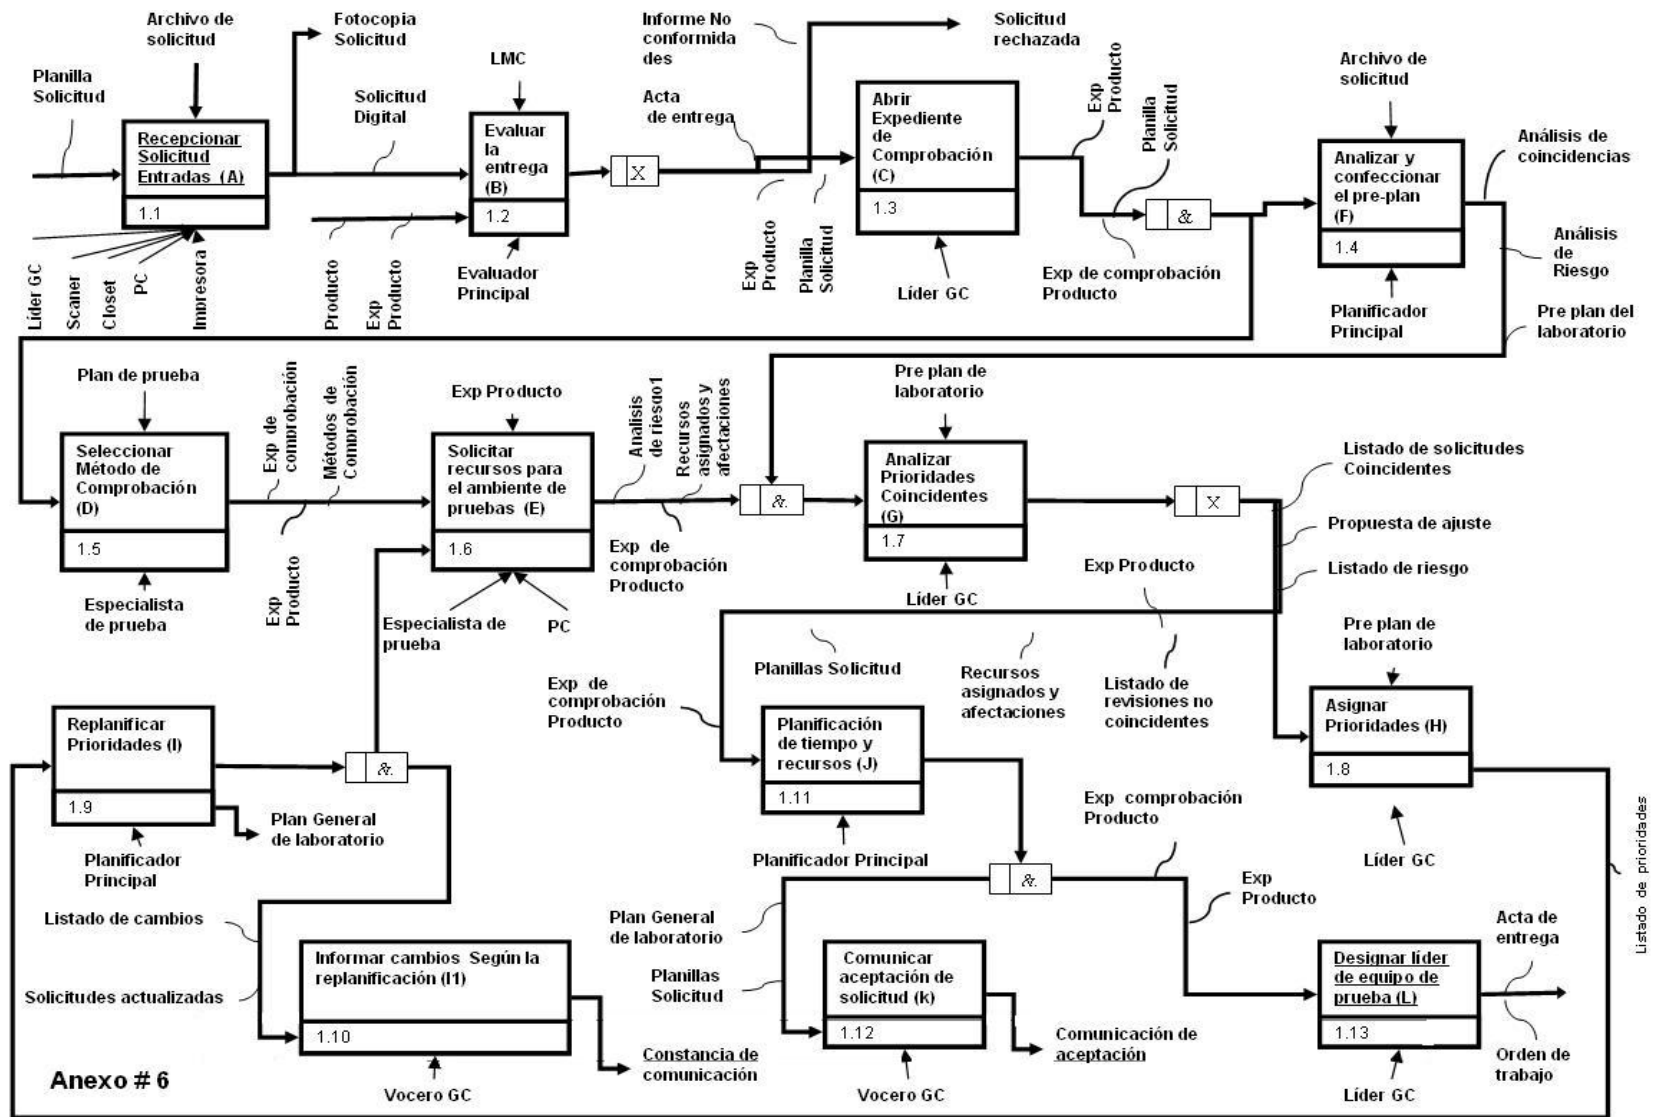 Archivo de
solicitud
Fotocopia
Solicitud
Informe No
conformida
des
Solicitud
rechazada
Planilla
Solicitud
Solicitud
Digital
LMC
Acta
de entrega
Exp
Producto
Planilla
Solicitud
Archivo de
solicitud
Recepcionar
Solicitud
Entradas (A)
1.1
Evaluar
la
entrega
(B)
1.2
X
Abrir
Expediente
de
Comprobación
(C)
1.3
&
Analizar y
confeccionar
el pre-plan
(F)
1.4
Análisis de
coincidencias
Análisis
de
Riesgo
Líder GC
Scaner
Closet
PC
Impresora
Producto
Exp
Producto
Evaluador
Principal
Exp
Producto
Planilla
Solicitud
Líder GC
Exp de comprobación
Producto
Planificador
Principal
Pre plan del
laboratorio
Plan de prueba
Exp de
comprobación
Métodos de
Comprobación
Exp Producto
Analisis
de riesuo1
Recursos
asignados y
afectaciones
Pre plan de
laboratorio
Seleccionar
Método de
Comprobación
(D)
1.5
Solicitar
recursos para
el ambiente de
pruebas (E)
1.6
&.
Analizar
Prioridades
Coincidentes
(G)
1.7
X
Listado de solicitudes
Coincidentes
Propuesta de ajuste
Listado de riesgo
Especialista
de prueba
Exp
Producto
Especialista de
prueba
PC
Exp de
comprobación
Producto
Líder GC
Exp Producto
Pre plan de
laboratorio
Planillas Solicitud
Recursos
asignados y
afectaciones
Listado de
revisiones no
coincidentes
Exp de
comprobación
Producto
Replanificar
Prioridades (I)
1.9
&.
Planificación
de tiempo y
recursos (J)
1.11
Asignar
Prioridades (H)
1.8
Plan General
de laboratorio
Planificador
Principal
Planificador Principal
Exp comprobación
Producto
Líder GC
Listado de prioridades
&.
Listado de cambios
Solicitudes actualizadas
Plan General
de laboratorio
Planillas
Solicitud
Exp
Producto
Acta de
entrega
Informar cambios Según la
replanificación (I1)
1.10
Comunicar
aceptación de
solicitud (k)
1.12
Designar líder
de equipo de
prueba (L)
1.13
Constancia de
comunicación
Comunicación de
aceptación
Orden de
trabajo
Anexo # 6
Vocero GC
Vocero GC
Líder GC